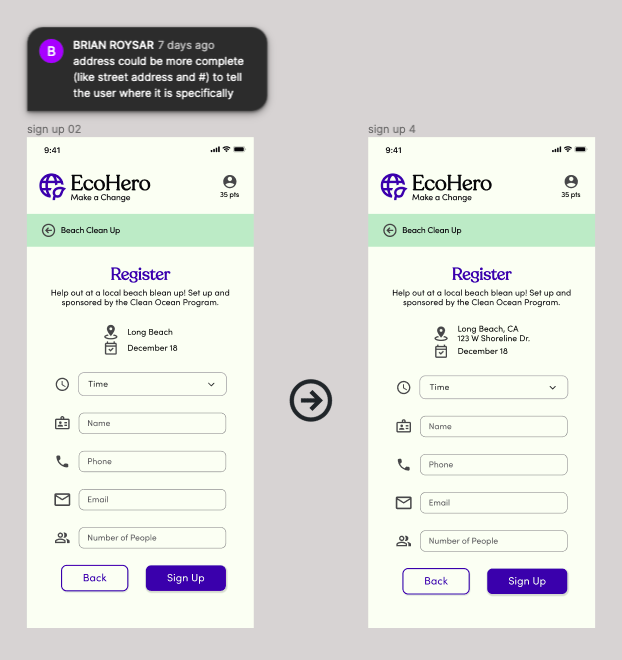 B
BRIAN ROYSAR 7 days ago
address could be more complete
(like street address and #) to tell
the user where it is specifically
sign up 02
9:41
EcoHero
Make a Change
35 pts
Beach Clean Up
Register
Help out at a local beach blean up! Set up and
sponsored by the Clean Ocean Program.
Long Beach
December 18
Time
Name
Phone
Email
Number of People
Back
Sign Up
sign up 4
9:41
EcoHero
Make a Change
35 pts
Beach Clean Up
Register
Help out at a local beach blean up! Set up and
sponsored by the Clean Ocean Program.
Long Beach, CA
123 W Shoreline Dr.
December 18
Time
Name
Phone
Email
Number of People
Back
Sign Up